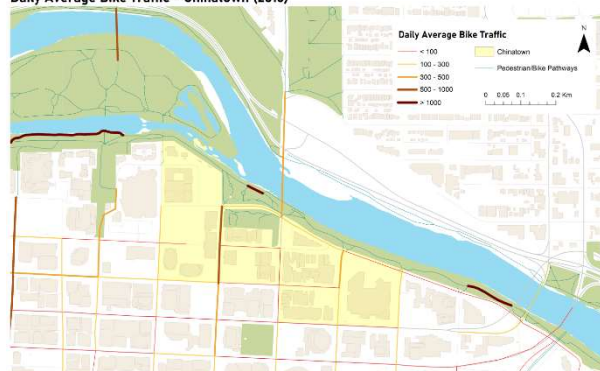 Daily Average Bike Traffic
N
< 100
100 - 300
300 - 500
500 - 1000
> 1000
Chinatown
Pedestrian/Bike Pathways
0 0.05 0.1 0.2 Km